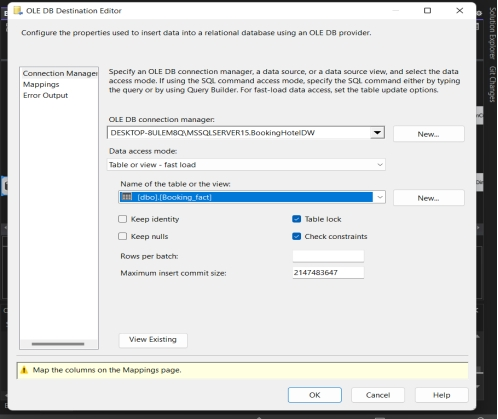 OLE DB Destination Editor
Configure the properties used to insert data into a relational database using an OLE DB provider.
Connection Manager
Mappings
Error Output
Specify an OLE DB connection manager, a data source, or a data source view, and select the data
access mode. If using the SQL command access mode, specify the SQL command either by typing
the query or by using Query Builder. For fast-load data access, set the table update options.
OLE DB connection manager:
DESKTOP-8ULEM8Q\MSSQLSERVER15.BookingHotelDW
New...
Data access mode:
Table or view - fast load
Name of the table or the view:
[dbo].[Booking_fact]
New...
Keep identity
Table lock
Keep nulls
Check constraints
Rows per batch:
Maximum insert commit size:
2147483647
View Existing
Map the columns on the Mappings page.
OK
Cancel
Help
Solution Explorer
Git Changes